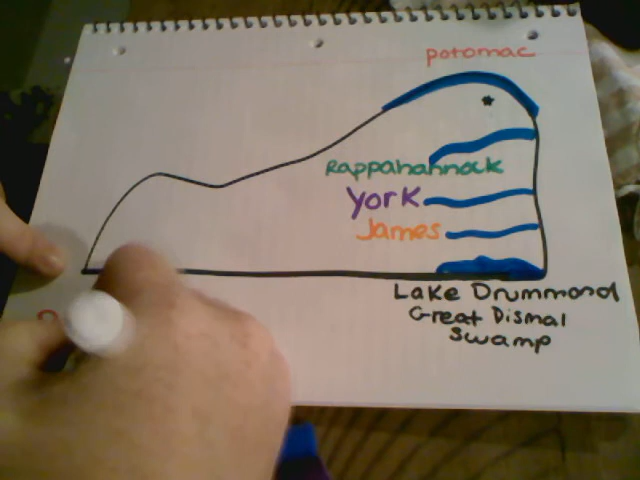 potomac
Rappahannock
York
James
Lake Drummond
Great Dismal
Swamp